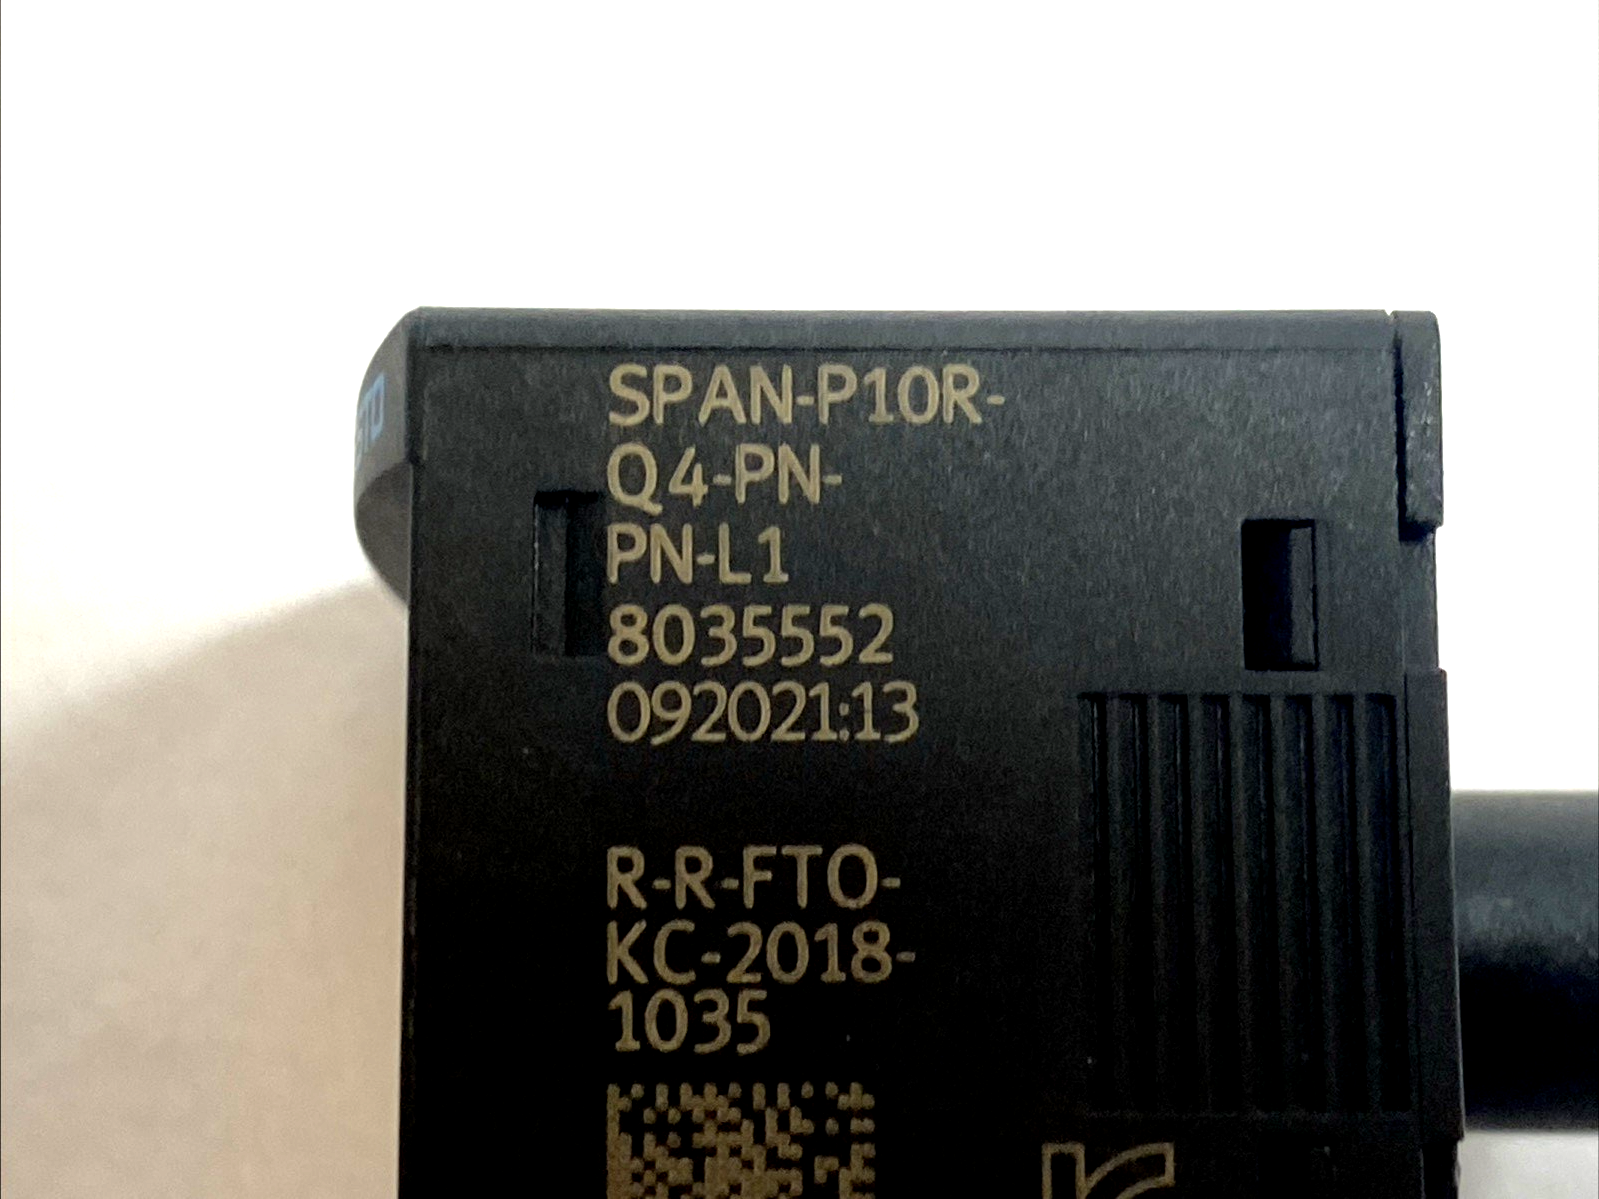 SPAN-P10R-
Q4-PN-
PN-L1
8035552
092021:13
R-R-FTO-
KC-2018-
1035